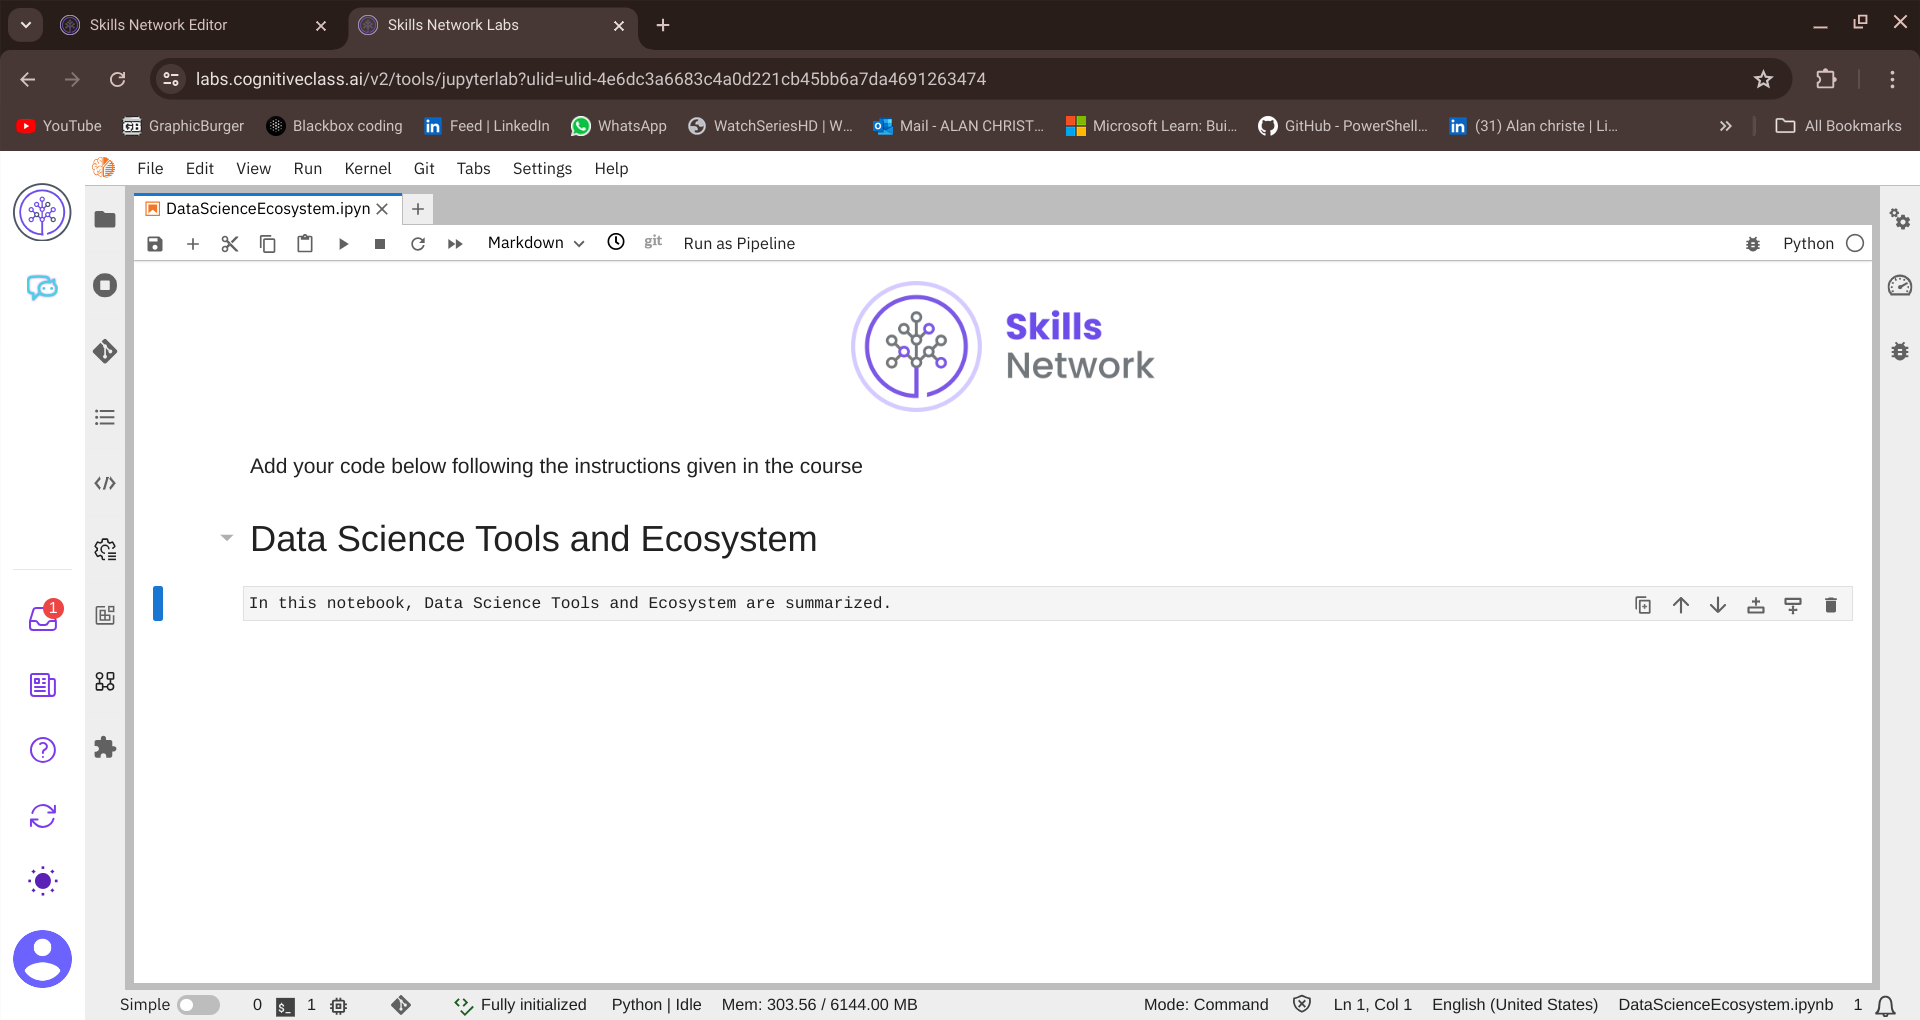 Skills Network Editor
Skills Network Labs
labs.cognitiveclass.ai/v2/tools/jupyterlab?ulid=ulid-4e6dc3a6683c4a0d221cb45bb6a7da4691263474
YouTube GraphicBurger Blackbox coding Feed | LinkedIn WhatsApp WatchSeriesHD | W... Mail - ALAN CHRIST... Microsoft Learn: Bui... GitHub - PowerShell... (31) Alan christe | Li... All Bookmarks
File Edit View Run Kernel Git Tabs Settings Help
DataScienceEcosystem.ipyn
Markdown git Run as Pipeline Python
Skills
Network
Add your code below following the instructions given in the course
Data Science Tools and Ecosystem
In this notebook, Data Science Tools and Ecosystem are summarized.
1
Simple 0 $_ 1 Fully initialized Python | Idle Mem: 303.56 / 6144.00 MB Mode: Command Ln 1, Col 1 English (United States) DataScienceEcosystem.ipynb 1